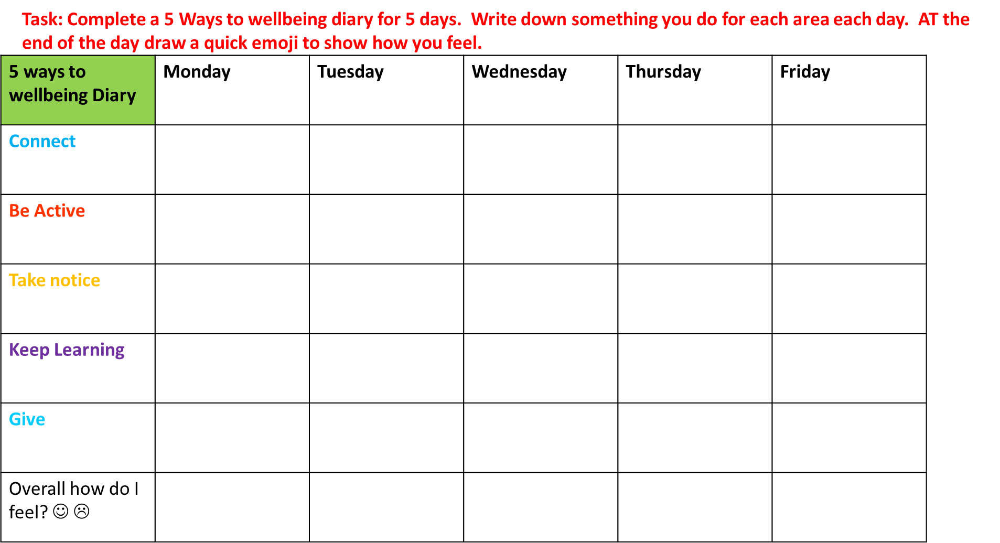 Task: Complete a 5 Ways to wellbeing diary for 5 days.  Write down something you do for each area each day.  AT the
end of the day draw a quick emoji to show how you feel.
5 ways to
wellbeing Diary
Monday
Tuesday
Wednesday
Thursday
Friday
Connect
Be Active
Take notice
Keep Learning
Give
Overall how do I
feel? ☺ ☹